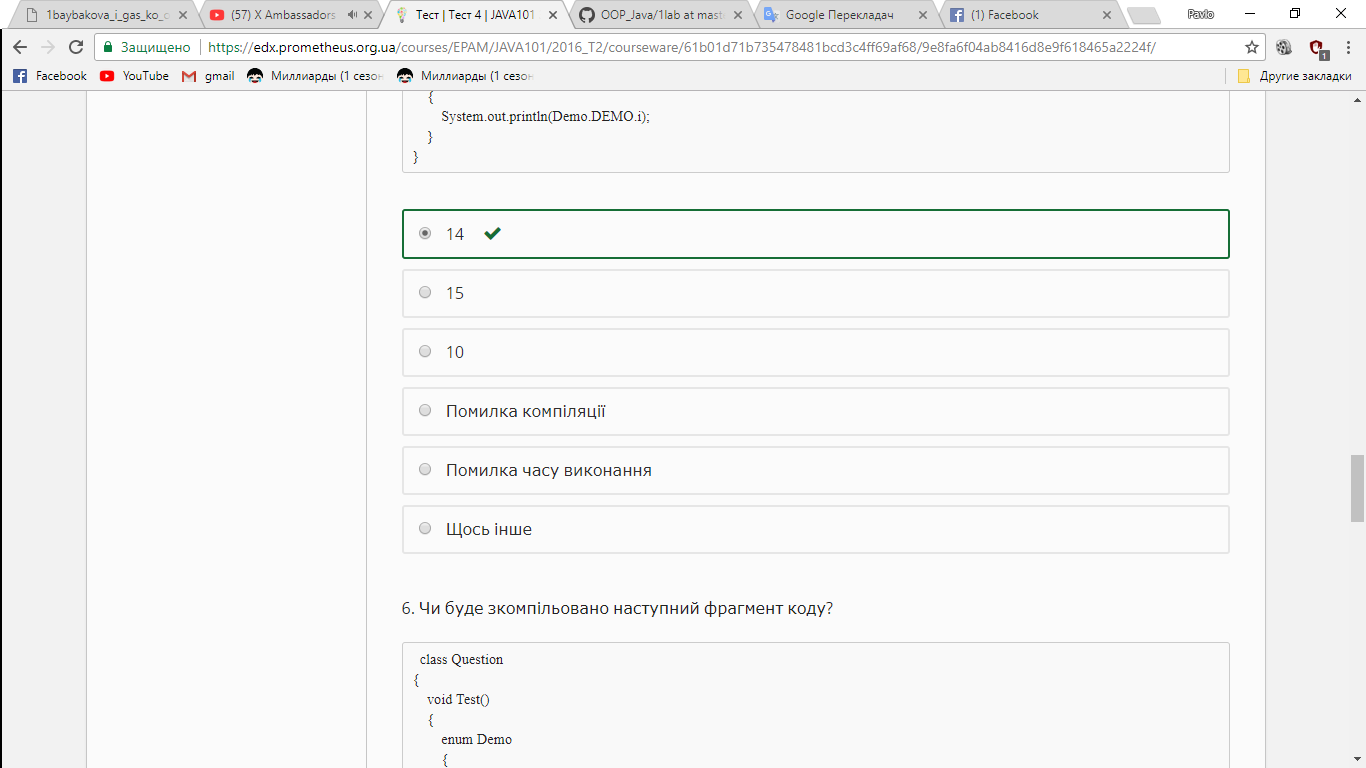 1baybakova_i_gas_ko_
(57) X Ambassadors
Тест | Тест 4 | JAVA101
OOP_Java/1lab at mast
Google Перекладач
(1) Facebook
Pavlo
Защищено
https://edx.prometheus.org.ua/courses/EPAM/JAVA101/2016_T2/courseware/61b01d71b735478481bcd3c4ff69af68/9e8fa6f04ab8416d8e9f618465a2224f/
1
Facebook
YouTube
gmail
Миллиарды (1 сезон
Миллиарды (1 сезон
Другие закладки
{
System.out.println(Demo.DEMO.i);
}
}
14
15
10
Помилка компіляції
Помилка часу виконання
Щось інше
6. Чи буде зкомпільовано наступний фрагмент коду?
class Question
{
void Test()
{
enum Demo
{